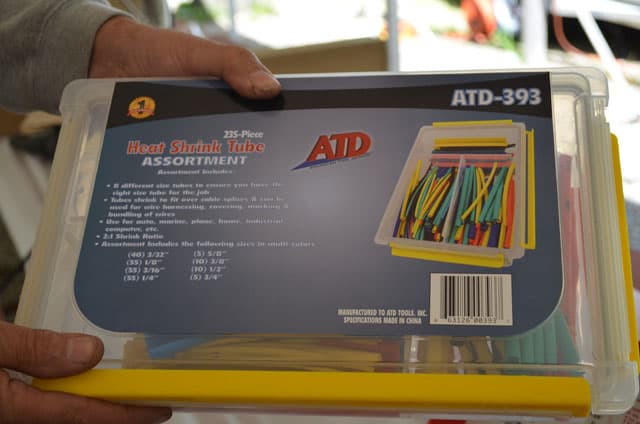 1
ATD-393
235-Piece
Heat Shrink Tube
ASSORTMENT
Assortment Includes:
ATD
• 8 different size tubes to ensure you have the
right size tube for the job
• Tubes shrink to fit over cable splices & can be
used for wire harnessing, covering, marking &
bundling of wires
• Use for auto, marine, plane, home, industrial,
computer, etc.
• 2:1 Shrink Ratio
• Assortment includes the following sizes in multi-colors
(40) 3/32" (5) 5/8"
(55) 1/8" (10) 3/8"
(55) 3/16" (10) 1/2"
(55) 1/4" (5) 3/4"
MANUFACTURED TO ATD TOOLS, INC.
SPECIFICATIONS MADE IN CHINA
63126 00393